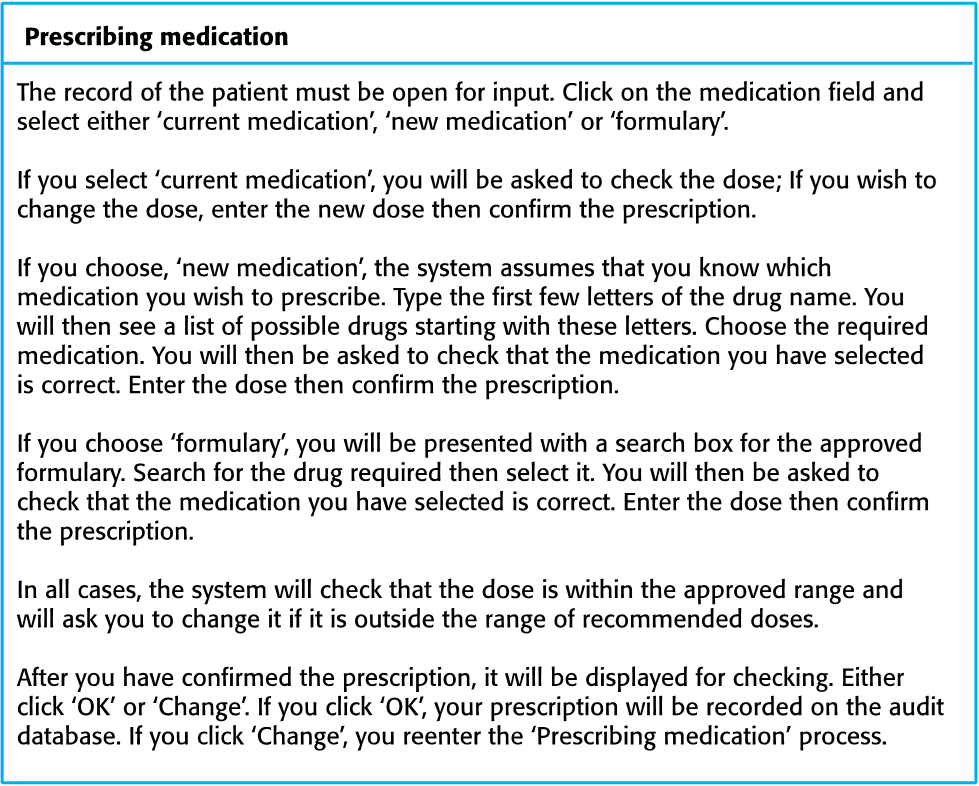 Prescribing medication
The record of the patient must be open for input. Click on the medication field and
select either ‘current medication’, ‘new medication’ or ‘formulary’.
If you select ‘current medication’, you will be asked to check the dose; If you wish to
change the dose, enter the new dose then confirm the prescription.
If you choose, ‘new medication’, the system assumes that you know which
medication you wish to prescribe. Type the first few letters of the drug name. You
will then see a list of possible drugs starting with these letters. Choose the required
medication. You will then be asked to check that the medication you have selected
is correct. Enter the dose then confirm the prescription.
If you choose ‘formulary’, you will be presented with a search box for the approved
formulary. Search for the drug required then select it. You will then be asked to
check that the medication you have selected is correct. Enter the dose then confirm
the prescription.
In all cases, the system will check that the dose is within the approved range and
will ask you to change it if it is outside the range of recommended doses.
After you have confirmed the prescription, it will be displayed for checking. Either
click ‘OK’ or ‘Change’. If you click ‘OK’, your prescription will be recorded on the audit
database. If you click ‘Change’, you reenter the ‘Prescribing medication’ process.